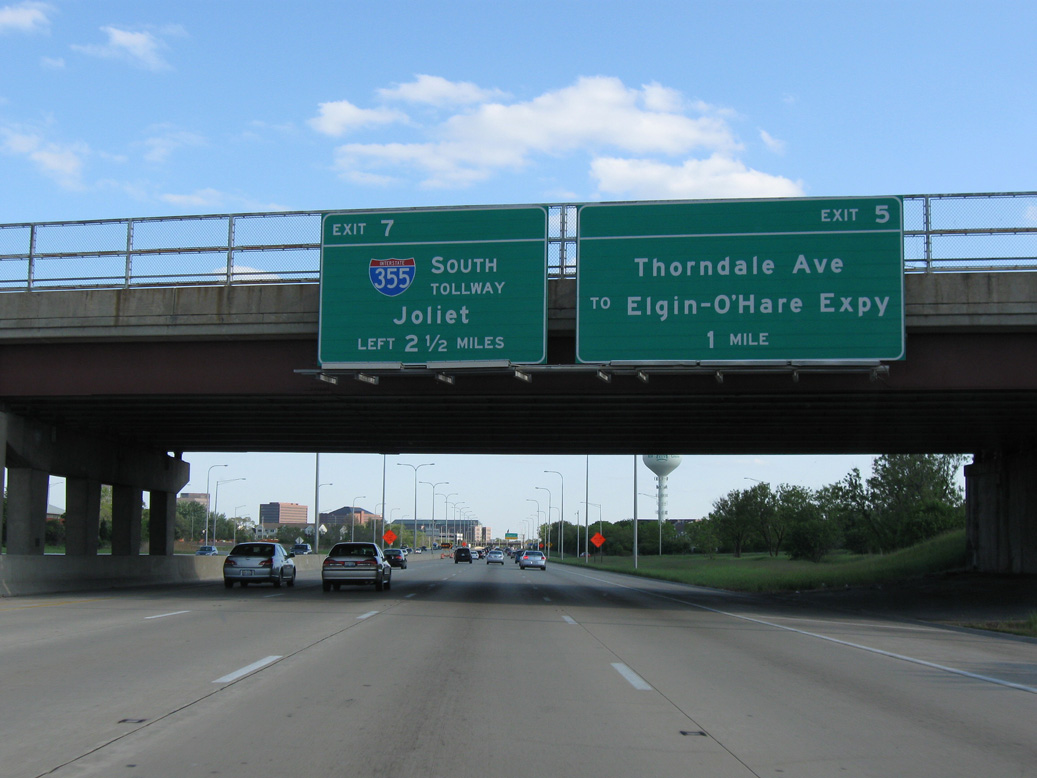 EXIT 7
INTERSTATE
355
SOUTH
TOLLWAY
Joliet
LEFT 2 1/2 MILES
EXIT 5
Thorndale Ave
TO Elgin-O'Hare Expy
1 MILE